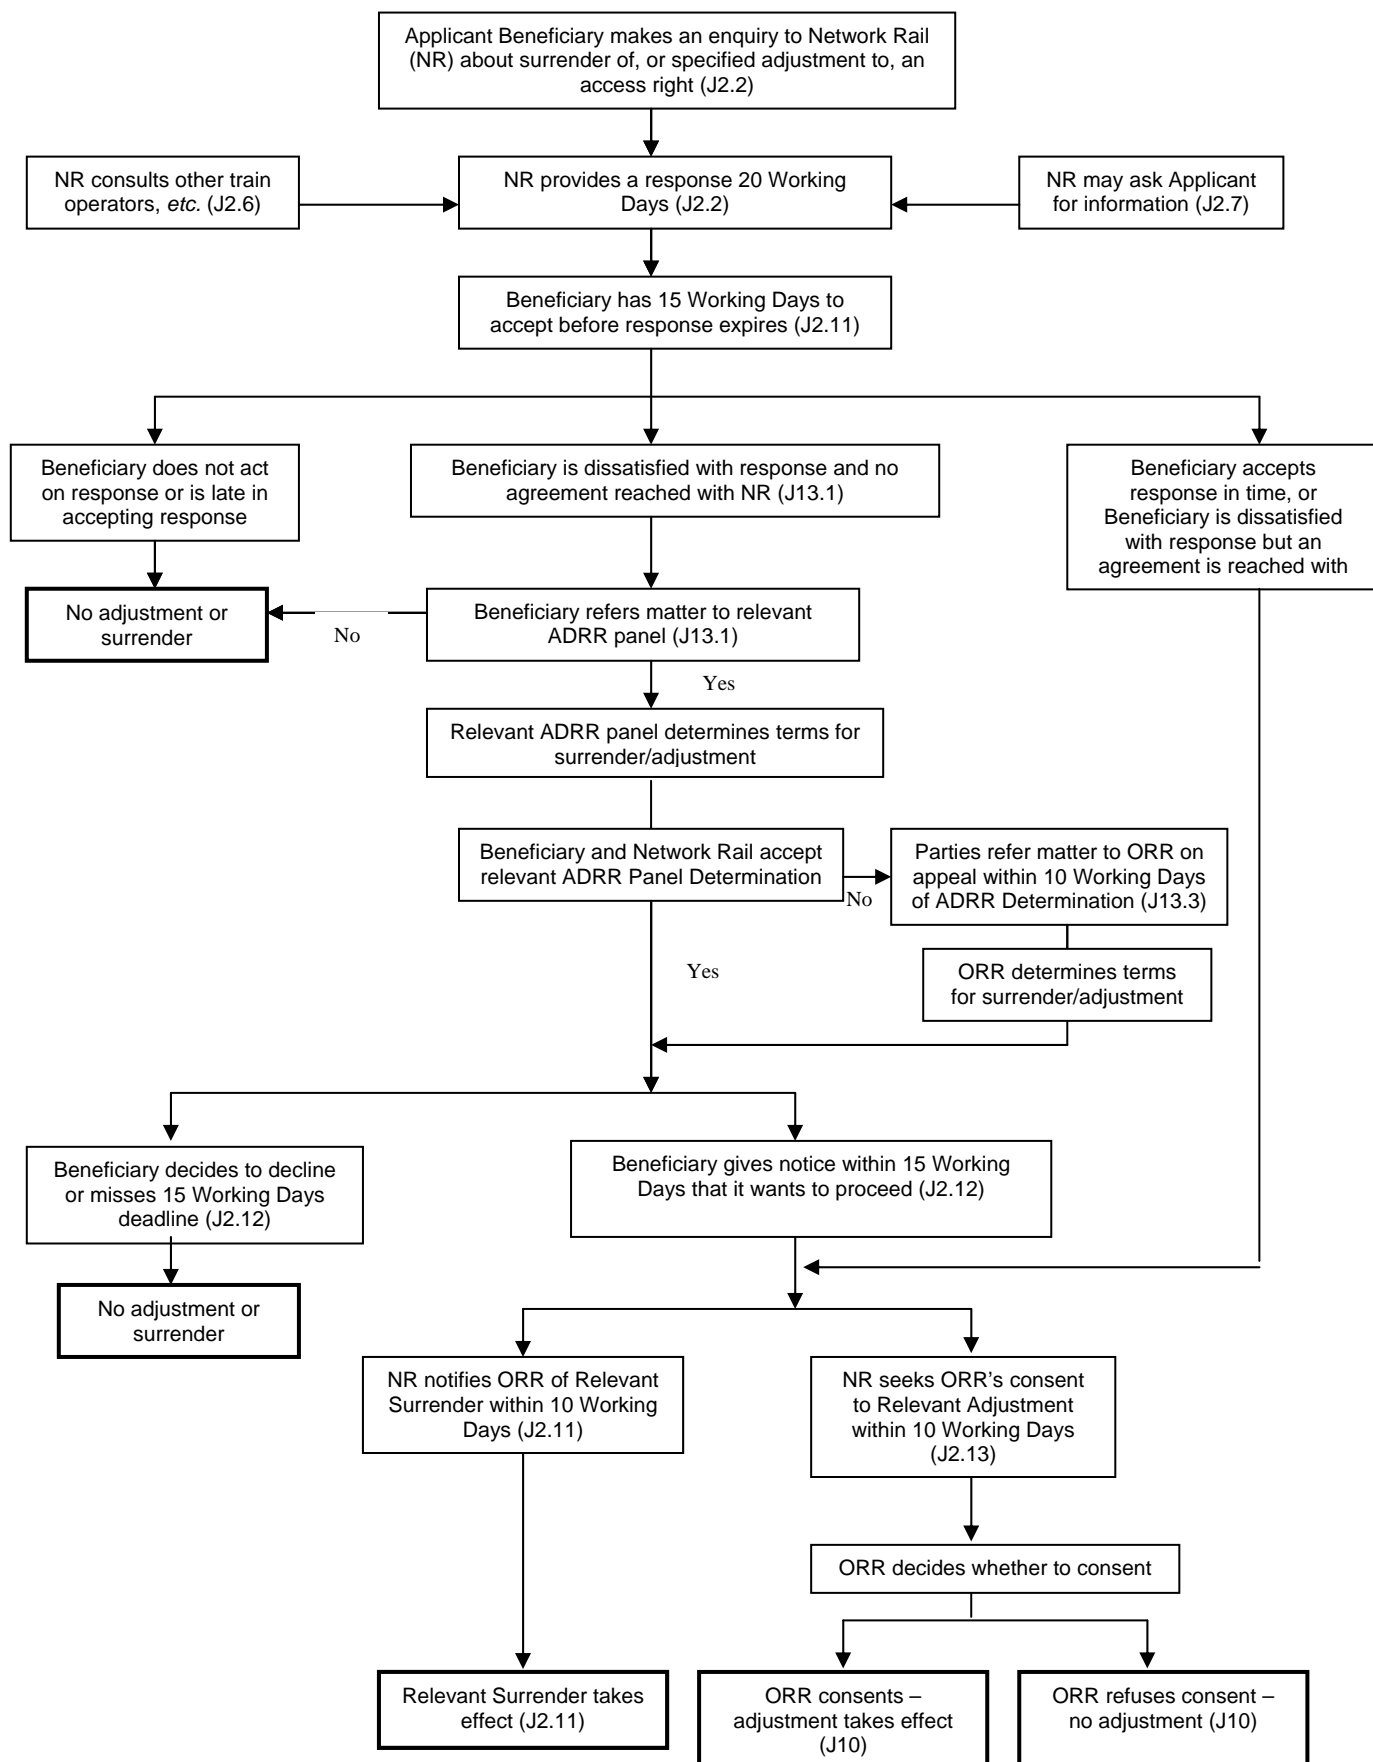 Applicant Beneficiary makes an enquiry to Network Rail
(NR) about surrender of, or specified adjustment to, an
access right (J2.2)
NR consults other train
operators, etc. (J2.6)
NR provides a response 20 Working
Days (J2.2)
NR may ask Applicant
for information (J2.7)
Beneficiary has 15 Working Days to
accept before response expires (J2.11)
Beneficiary does not act
on response or is late in
accepting response
Beneficiary is dissatisfied with response and no
agreement reached with NR (J13.1)
Beneficiary accepts
response in time, or
Beneficiary is dissatisfied
with response but an
agreement is reached with
No adjustment or
surrender
No
Beneficiary refers matter to relevant
ADRR panel (J13.1)
Yes
Relevant ADRR panel determines terms for
surrender/adjustment
Beneficiary and Network Rail accept
relevant ADRR Panel Determination
No
Parties refer matter to ORR on
appeal within 10 Working Days
of ADRR Determination (J13.3)
Yes
ORR determines terms
for surrender/adjustment
Beneficiary decides to decline
or misses 15 Working Days
deadline (J2.12)
Beneficiary gives notice within 15 Working
Days that it wants to proceed (J2.12)
No adjustment or
surrender
NR notifies ORR of Relevant
Surrender within 10 Working
Days (J2.11)
NR seeks ORR's consent
to Relevant Adjustment
within 10 Working Days
(J2.13)
ORR decides whether to consent
Relevant Surrender takes
effect (J2.11)
ORR consents –
adjustment takes effect
(J10)
ORR refuses consent –
no adjustment (J10)